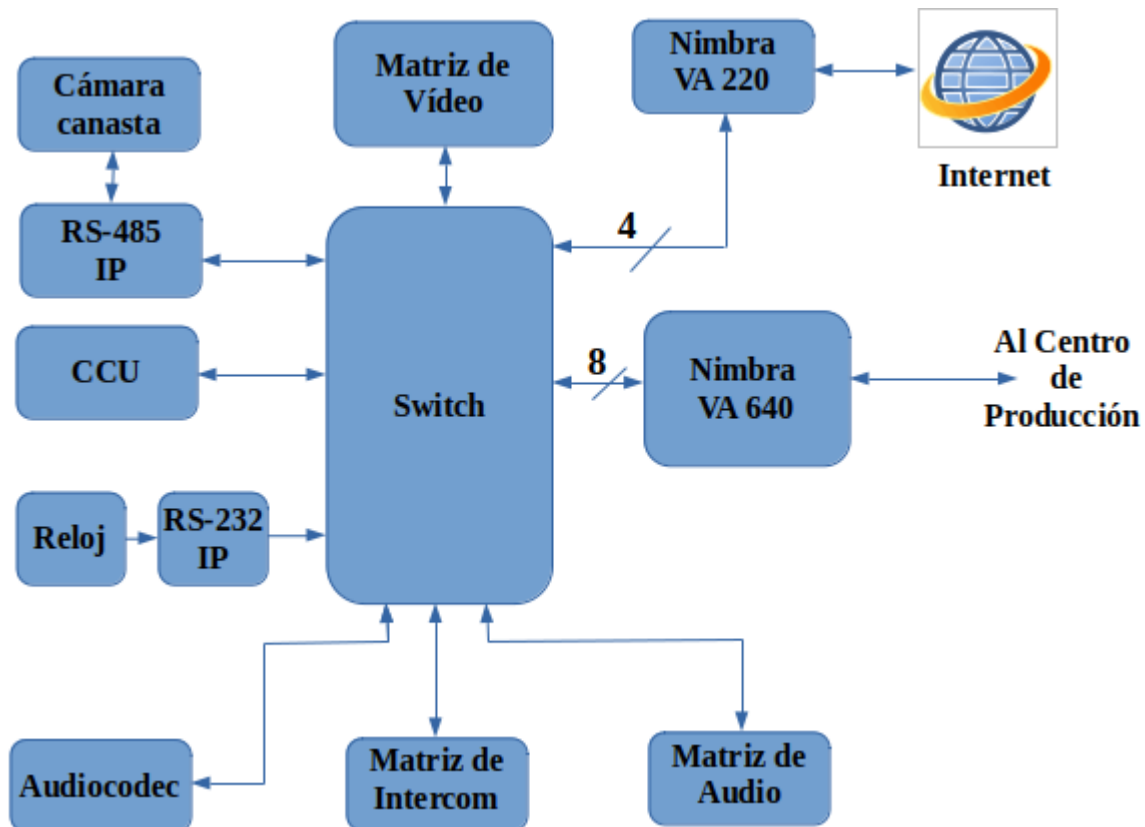 Cámara
canasta
Matriz de
Vídeo
Nimbra
VA 220
Internet
RS-485
IP
4
CCU
Switch
8
Nimbra
VA 640
Al Centro
de
Producción
Reloj
RS-232
IP
Audiocodec
Matriz de
Intercom
Matriz de
Audio